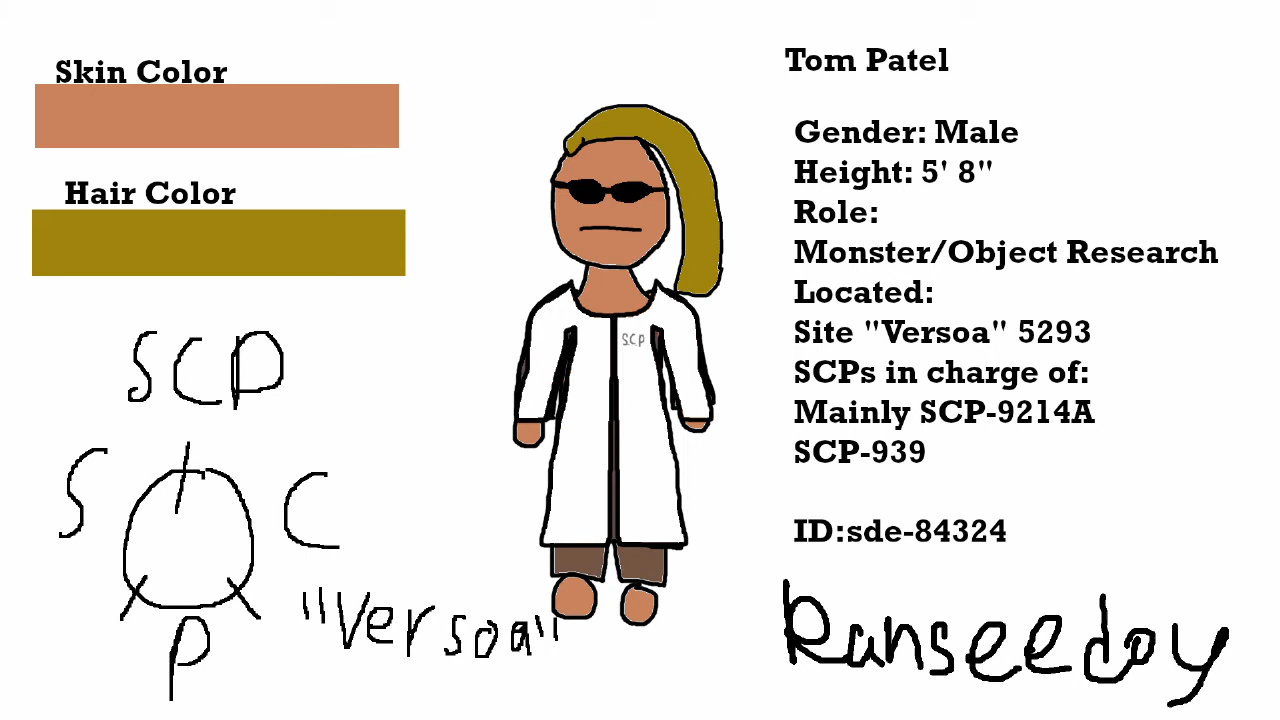 Skin Color
Hair Color
SCP
S C
P
"Versoa"
SCP
Tom Patel
Gender: Male
Height: 5' 8"
Role:
Monster/Object Research
Located:
Site "Versoa" 5293
SCPs in charge of:
Mainly SCP-9214A
SCP-939
ID:sde-84324
Ranseeday